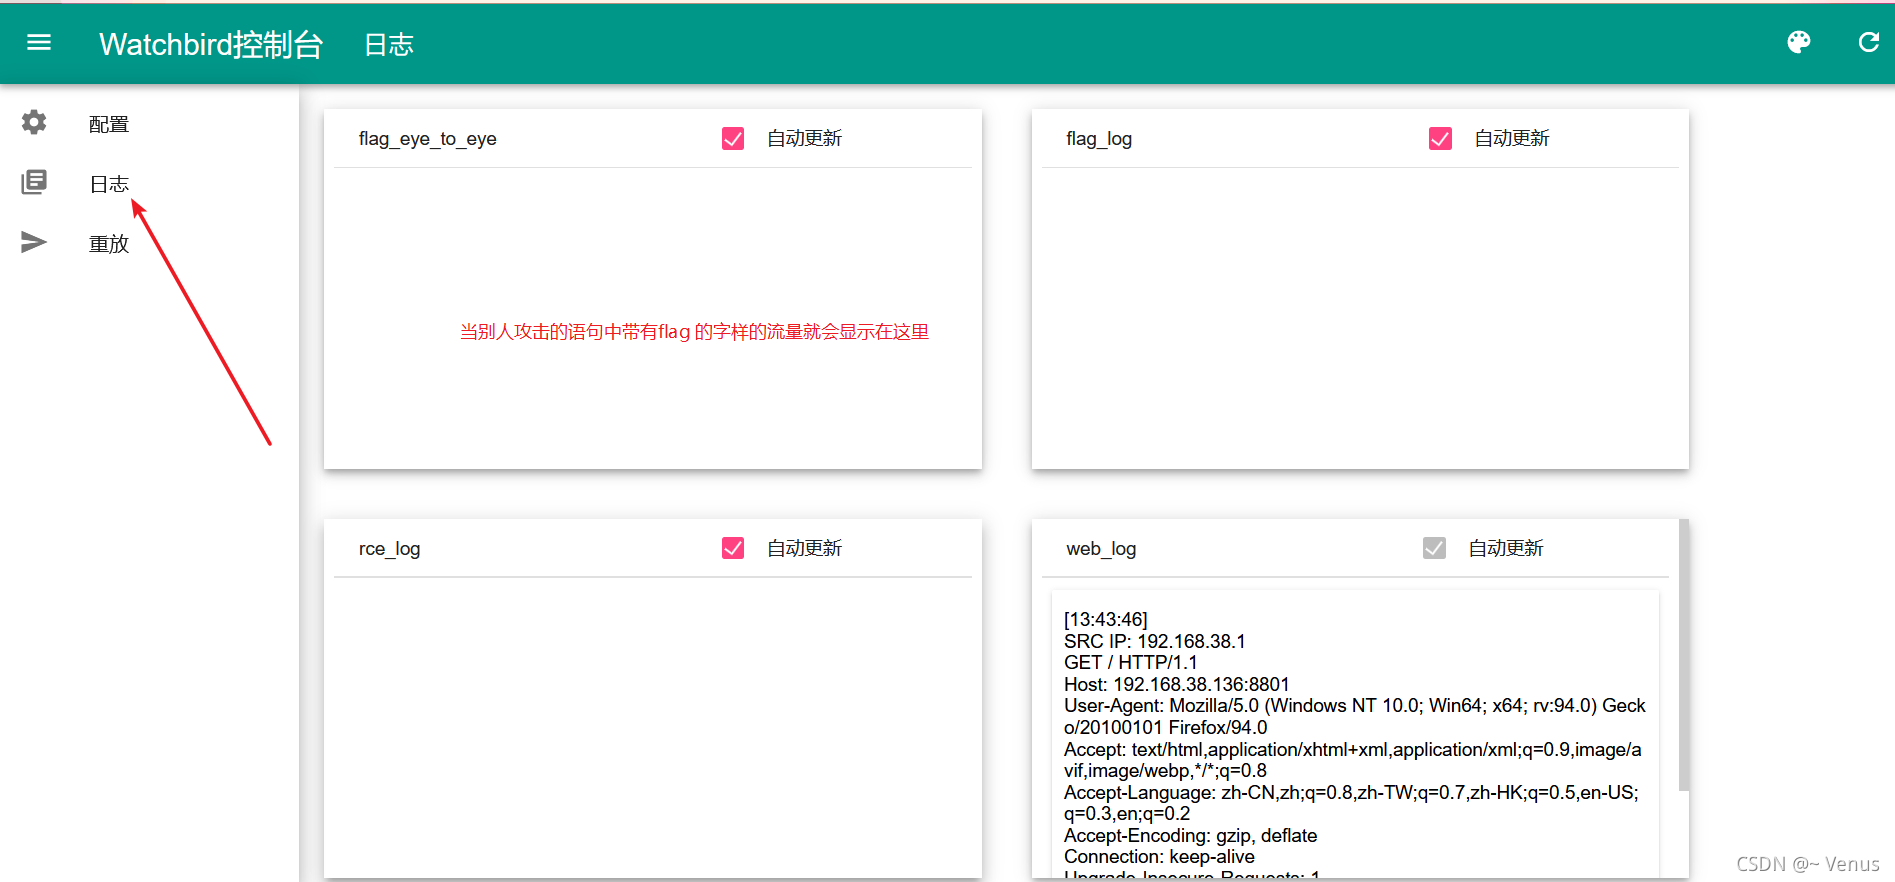 Watchbird控制台 日志
配置
日志
重放
flag_eye_to_eye 自动更新
当别人攻击的语句中带有flag 的字样的流量就会显示在这里
flag_log 自动更新
rce_log 自动更新
web_log 自动更新
[13:43:46]
SRC IP: 192.168.38.1
GET / HTTP/1.1
Host: 192.168.38.136:8801
User-Agent: Mozilla/5.0 (Windows NT 10.0; Win64; x64; rv:94.0) Geck
o/20100101 Firefox/94.0
Accept: text/html,application/xhtml+xml,application/xml;q=0.9,image/a
vif,image/webp,*/*;q=0.8
Accept-Language: zh-CN,zh;q=0.8,zh-TW;q=0.7,zh-HK;q=0.5,en-US;
q=0.3,en;q=0.2
Accept-Encoding: gzip, deflate
Connection: keep-alive
Upgrade-Insecure-Requests: 1
CSDN @~ Venus